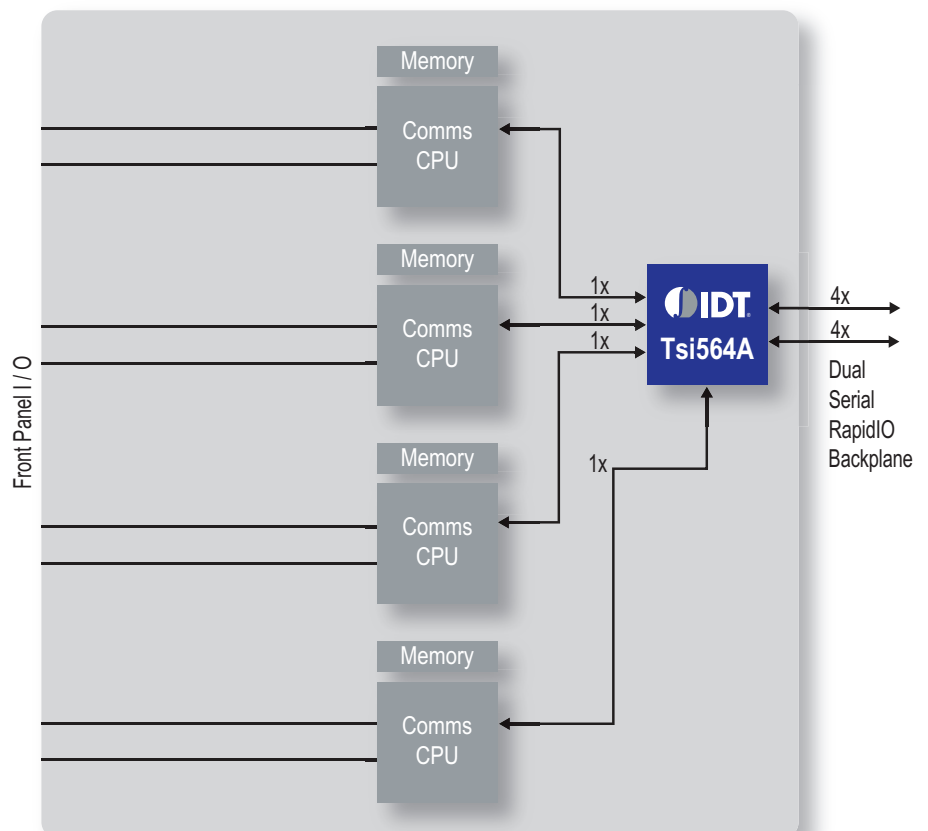 Memory
Comms
CPU
Memory
Comms
CPU
Memory
Comms
CPU
Memory
Comms
CPU
Front Panel I / O
1x
1x
1x
1x
IDT
Tsi564A
4x
4x
Dual
Serial
RapidIO
Backplane